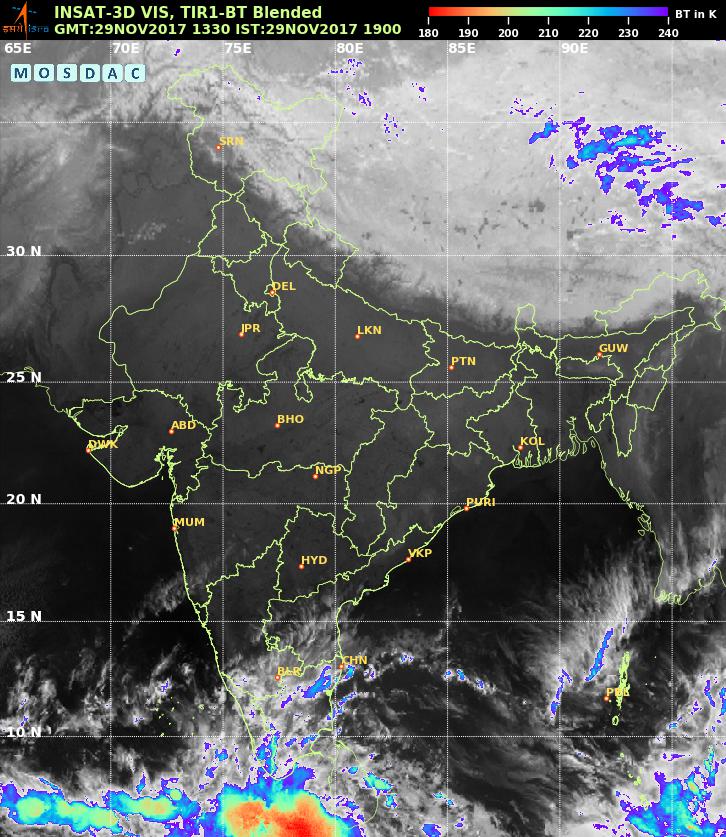 INSAT-3D VIS, TIR1-BT Blended
GMT:29NOV2017 1330 IST:29NOV2017 1900
BT in K
180 190 200 210 220 230 240
65E 70E 75E 80E 85E 90E
M O S D A C
SRN
30 N
DEL
JPR
LKN
GUW
PTN
25 N
ABD
BHO
DWK
KOL
NGP
20 N
PURI
MUM
VKP
HYD
15 N
CHN
BLR
10 N